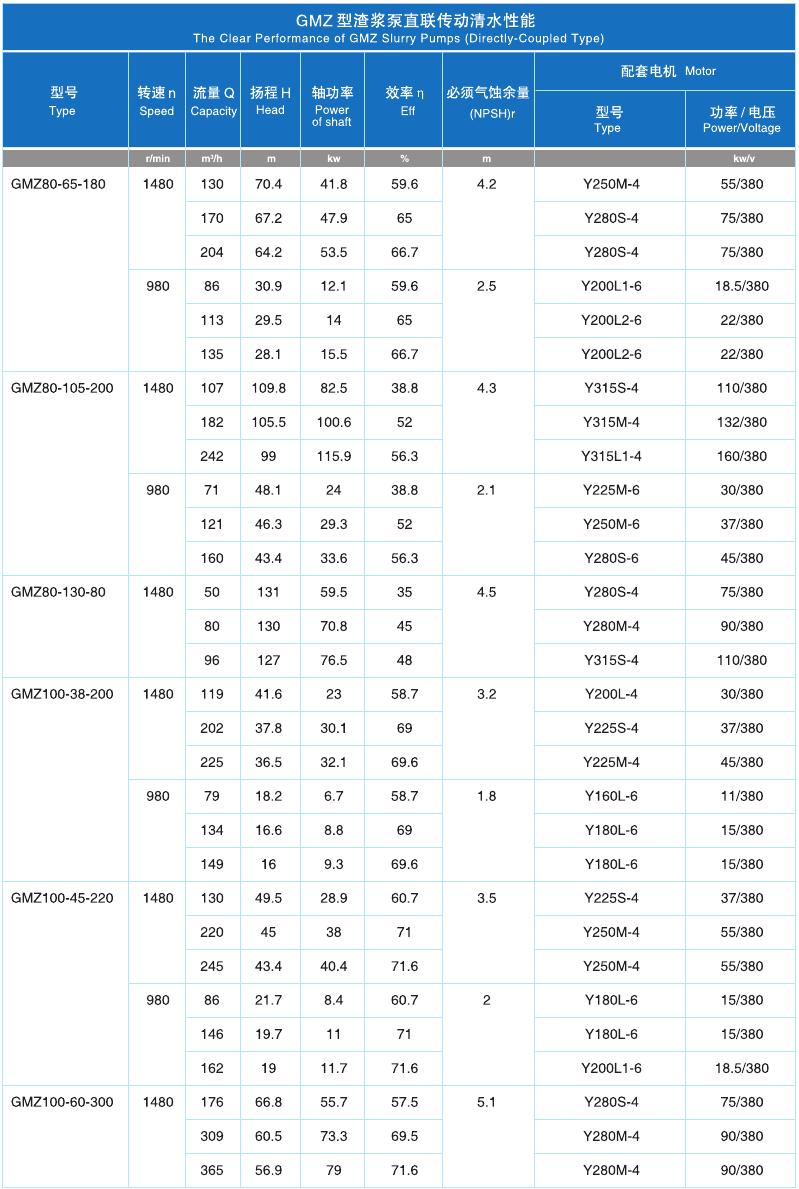 GMZ 型渣浆泵直联传动清水性能
The Clear Performance of GMZ Slurry Pumps (Directly-Coupled Type)
型号 Type 转速 n Speed 流量 Q Capacity 扬程 H Head 轴功率 Power of shaft 效率 η Eff 必须气蚀余量 (NPSH)r 配套电机 Motor
型号 Type 功率 / 电压 Power/Voltage
r/min m³/h m kw % m kw/v
GMZ80-65-180 1480 130 70.4 41.8 59.6 4.2 Y250M-4 55/380
170 67.2 47.9 65 Y280S-4 75/380
204 64.2 53.5 66.7 Y280S-4 75/380
980 86 30.9 12.1 59.6 2.5 Y200L1-6 18.5/380
113 29.5 14 65 Y200L2-6 22/380
135 28.1 15.5 66.7 Y200L2-6 22/380
GMZ80-105-200 1480 107 109.8 82.5 38.8 4.3 Y315S-4 110/380
182 105.5 100.6 52 Y315M-4 132/380
242 99 115.9 56.3 Y315L1-4 160/380
980 71 48.1 24 38.8 2.1 Y225M-6 30/380
121 46.3 29.3 52 Y250M-6 37/380
160 43.4 33.6 56.3 Y280S-6 45/380
GMZ80-130-80 1480 50 131 59.5 35 4.5 Y280S-4 75/380
80 130 70.8 45 Y280M-4 90/380
96 127 76.5 48 Y315S-4 110/380
GMZ100-38-200 1480 119 41.6 23 58.7 3.2 Y200L-4 30/380
202 37.8 30.1 69 Y225S-4 37/380
225 36.5 32.1 69.6 Y225M-4 45/380
980 79 18.2 6.7 58.7 1.8 Y160L-6 11/380
134 16.6 8.8 69 Y180L-6 15/380
149 16 9.3 69.6 Y180L-6 15/380
GMZ100-45-220 1480 130 49.5 28.9 60.7 3.5 Y225S-4 37/380
220 45 38 71 Y250M-4 55/380
245 43.4 40.4 71.6 Y250M-4 55/380
980 86 21.7 8.4 60.7 2 Y180L-6 15/380
146 19.7 11 71 Y180L-6 15/380
162 19 11.7 71.6 Y200L1-6 18.5/380
GMZ100-60-300 1480 176 66.8 55.7 57.5 5.1 Y280S-4 75/380
309 60.5 73.3 69.5 Y280M-4 90/380
365 56.9 79 71.6 Y280M-4 90/380